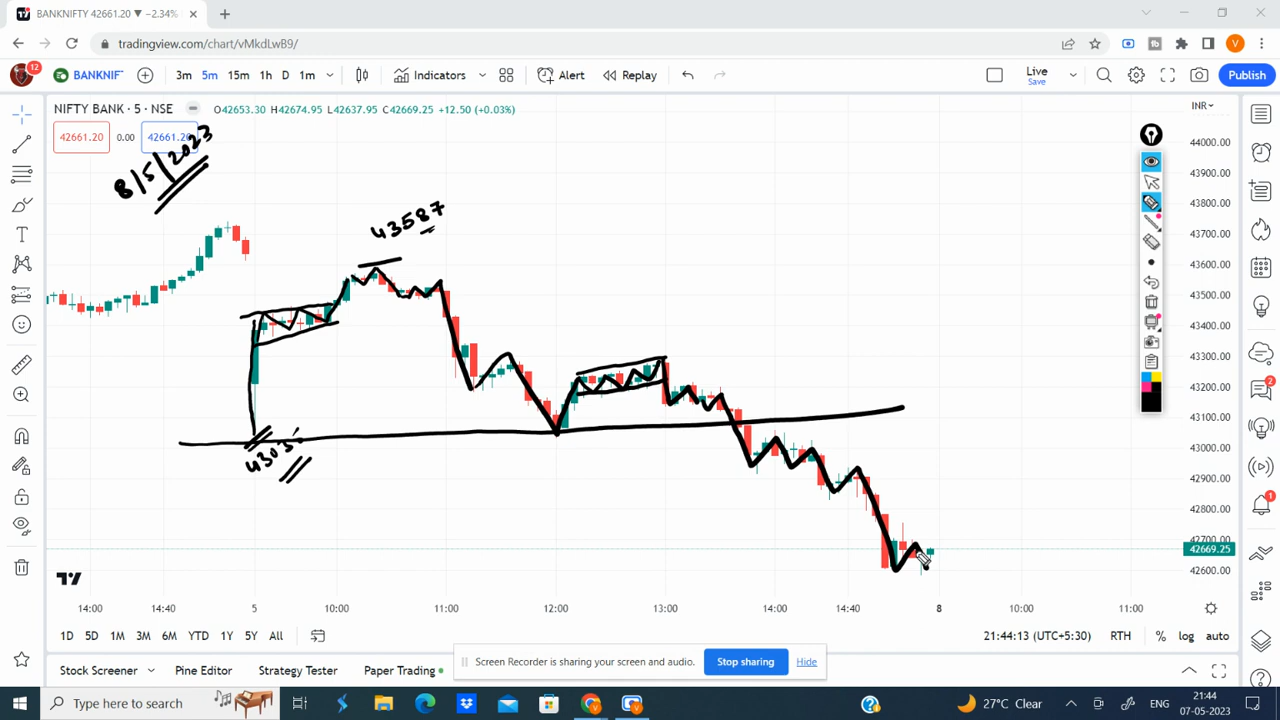 BANKNIFTY 42661.20 ▼ −2.34%
tradingview.com/chart/vMkdLwB9/
12
BANKNIF
3m 5m 15m 1h D 1m
Indicators
Alert
Replay
Live
Save
Publish
NIFTY BANK · 5 · NSE
O42653.30 H42674.95 L42637.95 C42669.25 +12.50 (+0.03%)
INR
42661.20 0.00 42661.20
8/5/2023
43587
44000.00
43900.00
43800.00
43700.00
43600.00
43500.00
43400.00
43300.00
43200.00
43100.00
43000.00
42900.00
42800.00
42700.00
42669.25
42600.00
2
1
14:00 14:40 5 10:00 11:00 12:00 13:00 14:00 14:40 8 10:00 11:00
1D 5D 1M 3M 6M YTD 1Y 5Y All
21:44:13 (UTC+5:30) RTH % log auto
Stock Screener Pine Editor Strategy Tester Paper Trading
Screen Recorder is sharing your screen and audio. Stop sharing Hide
Type here to search
27°C Clear
ENG
21:44
07-05-2023